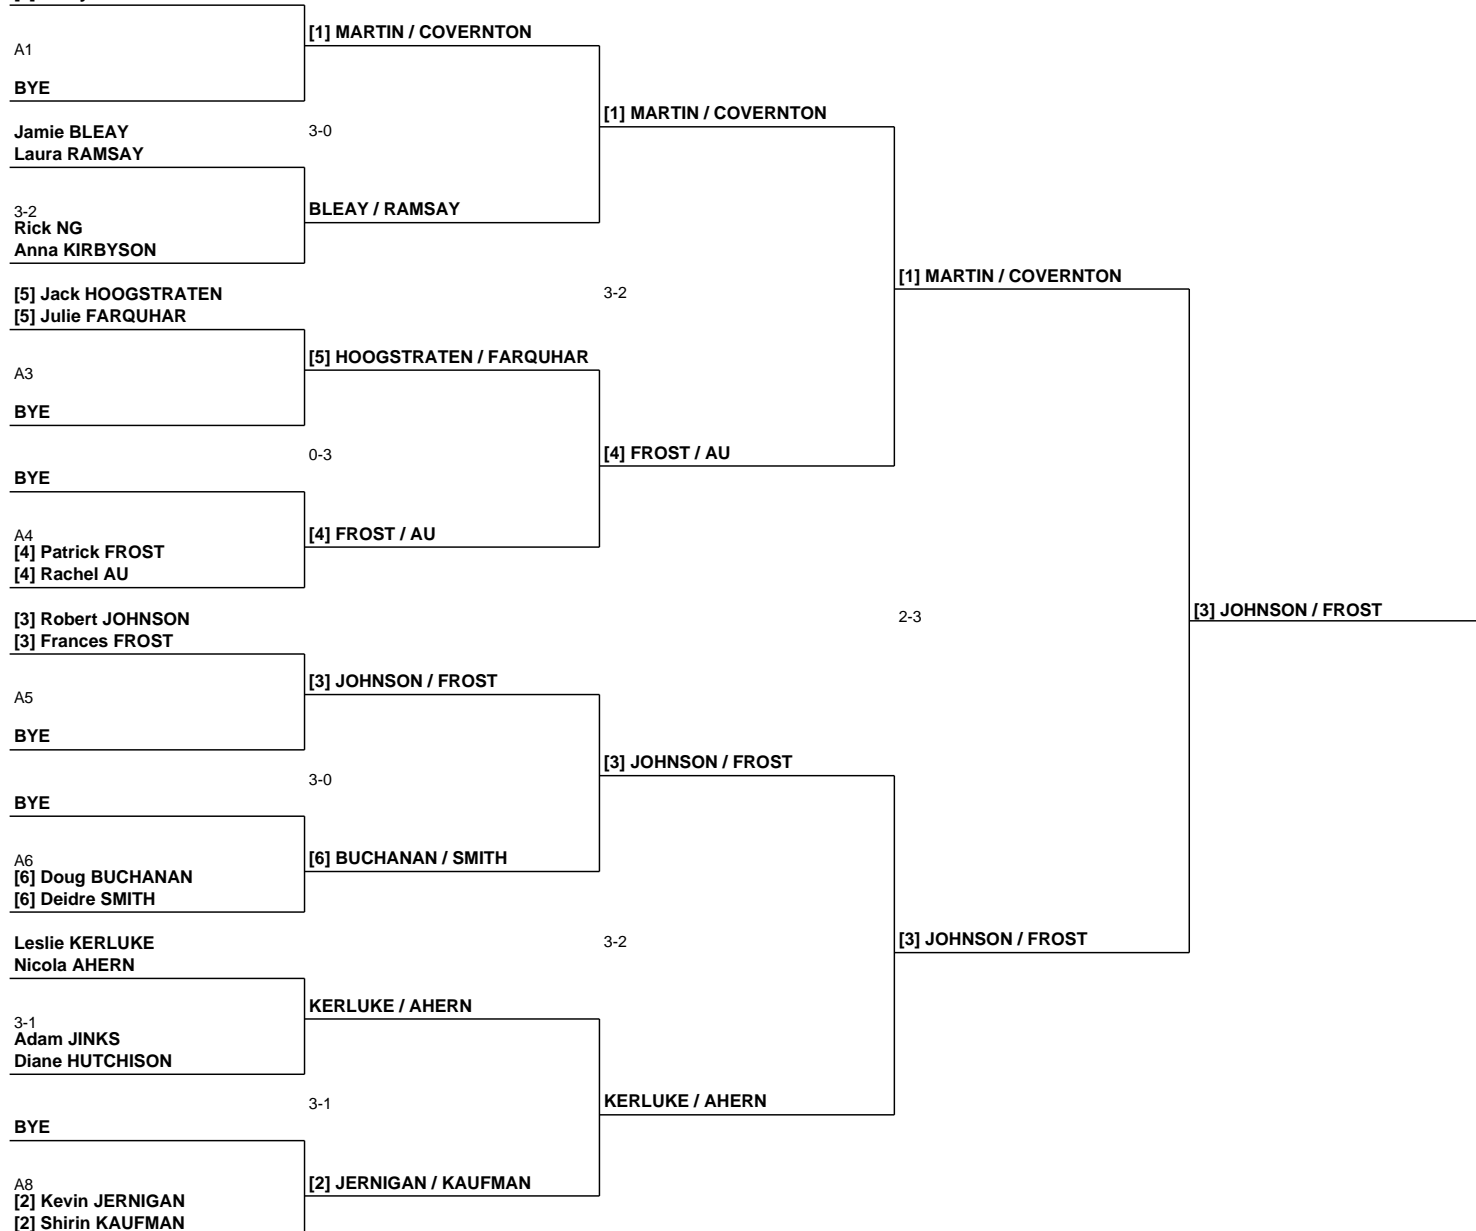 A1
BYE
Jamie BLEAY
Laura RAMSAY
3-2
Rick NG
Anna KIRBYSON
[5] Jack HOOGSTRATEN
[5] Julie FARQUHAR
A3
BYE
BYE
A4
[4] Patrick FROST
[4] Rachel AU
[3] Robert JOHNSON
[3] Frances FROST
A5
BYE
BYE
A6
[6] Doug BUCHANAN
[6] Deidre SMITH
Leslie KERLUKE
Nicola AHERN
3-1
Adam JINKS
Diane HUTCHISON
BYE
A8
[2] Kevin JERNIGAN
[2] Shirin KAUFMAN
[1] MARTIN / COVERNTON
3-0
BLEAY / RAMSAY
[5] HOOGSTRATEN / FARQUHAR
0-3
[4] FROST / AU
[3] JOHNSON / FROST
3-0
[6] BUCHANAN / SMITH
KERLUKE / AHERN
3-1
[2] JERNIGAN / KAUFMAN
[1] MARTIN / COVERNTON
3-2
[4] FROST / AU
[3] JOHNSON / FROST
3-2
KERLUKE / AHERN
[1] MARTIN / COVERNTON
2-3
[3] JOHNSON / FROST
[3] JOHNSON / FROST